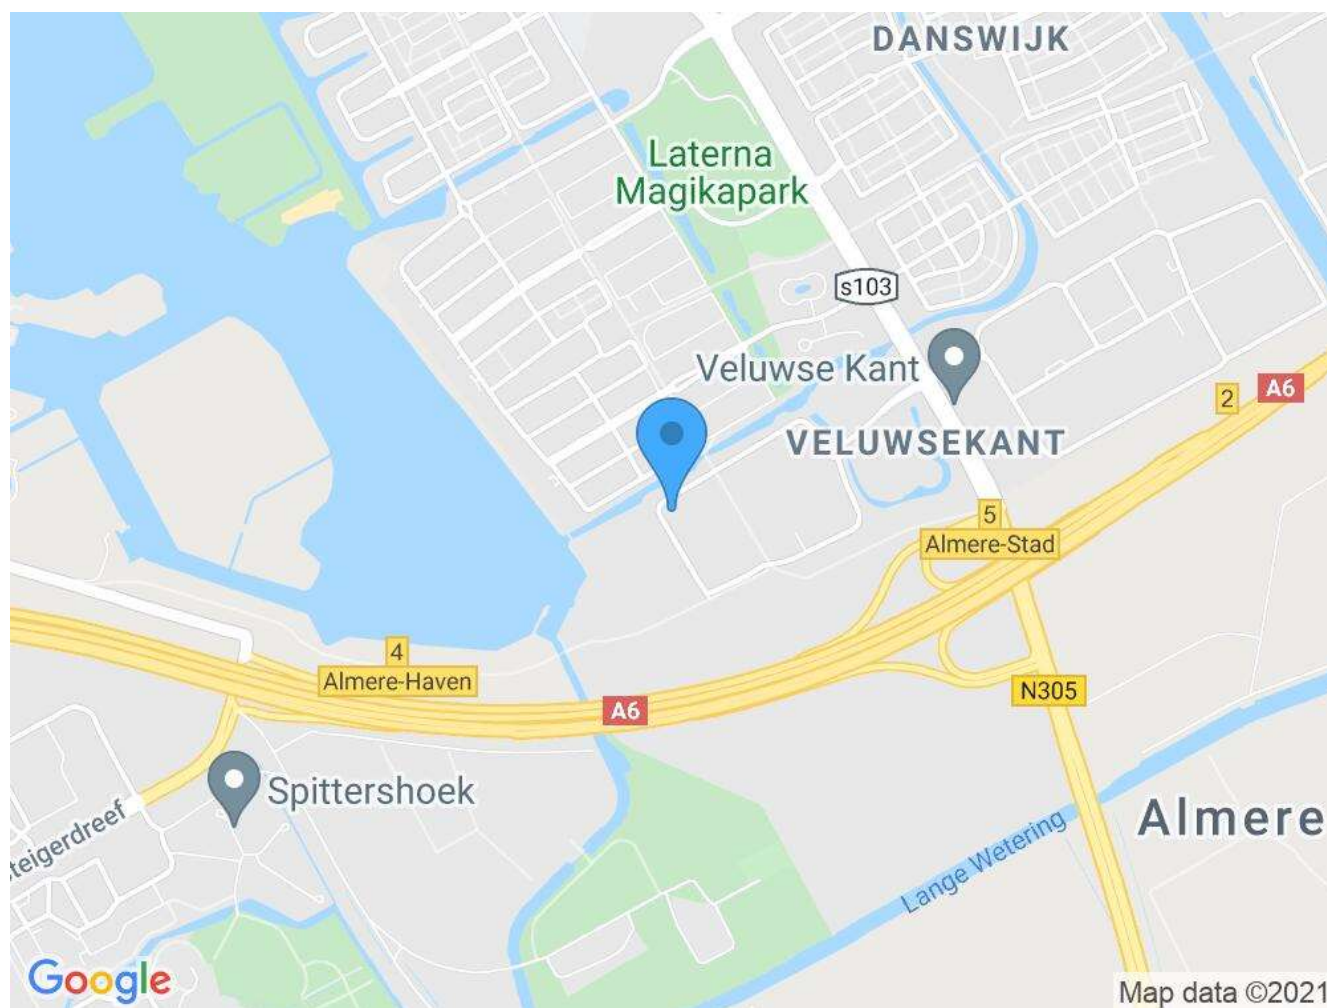 DANSWIJK
Laterna
Magikapark
s103
Veluwse Kant
2
A6
VELUWSEKANT
5
Almere-Stad
4
Almere-Haven
N305
A6
Spittershoek
Almere
teigerdreef
Lange Wetering
Google
Map data ©2021